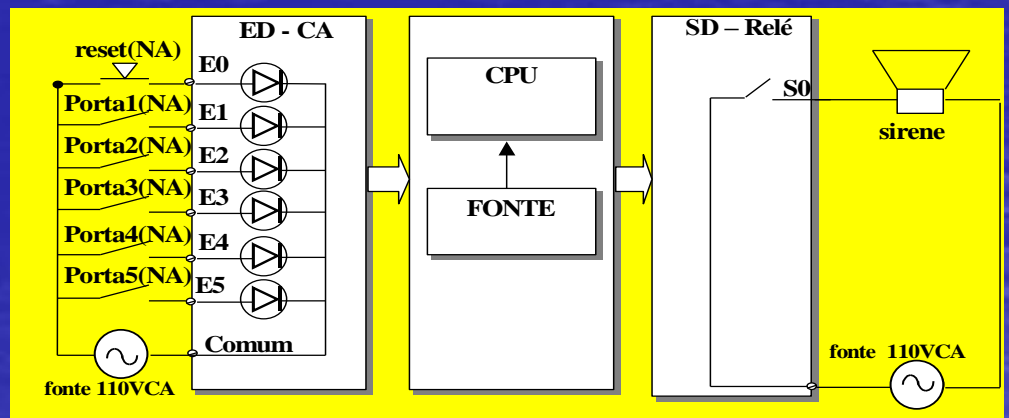 ED - CA
reset(NA)
E0
Porta1(NA)
E1
Porta2(NA)
E2
Porta3(NA)
E3
Porta4(NA)
E4
Porta5(NA)
E5
Comum
fonte 110VCA
CPU
FONTE
SD – Relé
S0
sirene
fonte 110VCA